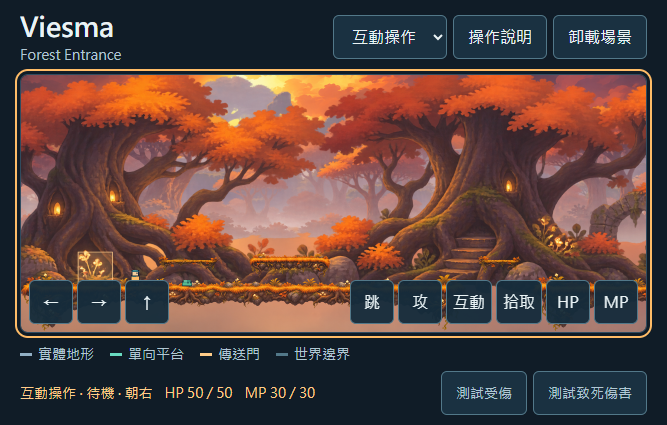 Viesma
Forest Entrance
互動操作 操作說明 卸載場景
← → ↑ 跳 攻 互動 拾取 HP MP
實體地形 單向平台 傳送門 世界邊界
互動操作 · 待機 · 朝右 HP 50 / 50 MP 30 / 30 測試受傷 測試致死傷害